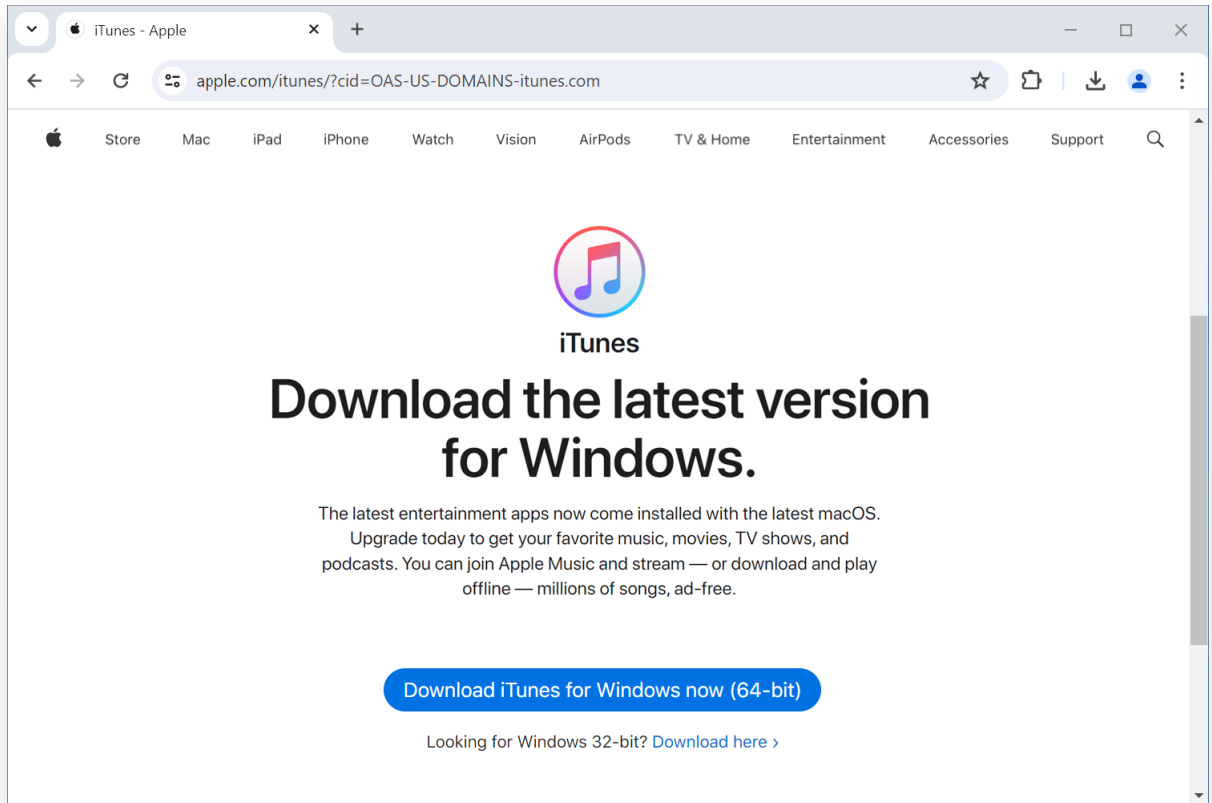 iTunes - Apple
apple.com/itunes/?cid=OAS-US-DOMAINS-itunes.com
Store Mac iPad iPhone Watch Vision AirPods TV & Home Entertainment Accessories Support
iTunes
Download the latest version
for Windows.
The latest entertainment apps now come installed with the latest macOS.
Upgrade today to get your favorite music, movies, TV shows, and
podcasts. You can join Apple Music and stream — or download and play
offline — millions of songs, ad-free.
Download iTunes for Windows now (64-bit)
Looking for Windows 32-bit? Download here ›